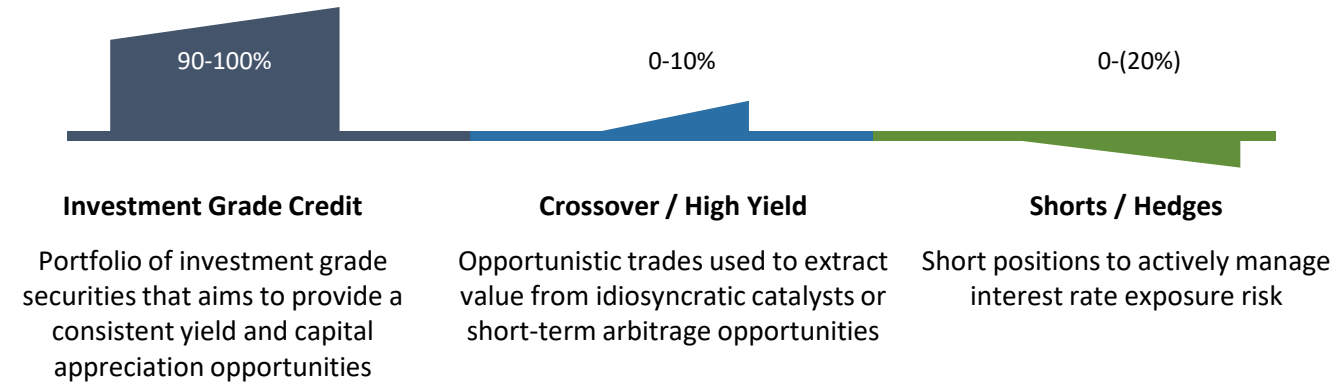 90-100%
0-10%
0-(20%)
Investment Grade Credit
Portfolio of investment grade
securities that aims to provide a
consistent yield and capital
appreciation opportunities
Crossover / High Yield
Opportunistic trades used to extract
value from idiosyncratic catalysts or
short-term arbitrage opportunities
Shorts / Hedges
Short positions to actively manage
interest rate exposure risk